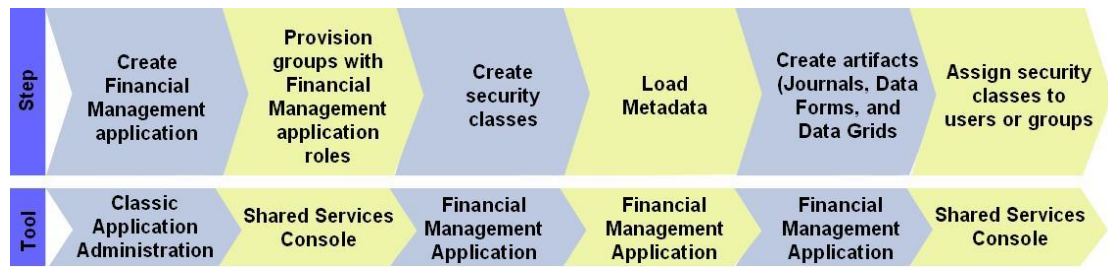 Step
Create
Financial
Management
application
Provision
groups with
Financial
Management
application
roles
Create
security
classes
Load
Metadata
Create artifacts
(Journals, Data
Forms, and
Data Grids
Assign security
classes to
users or groups
Tool
Classic
Application
Administration
Shared Services
Console
Financial
Management
Application
Financial
Management
Application
Financial
Management
Application
Shared Services
Console